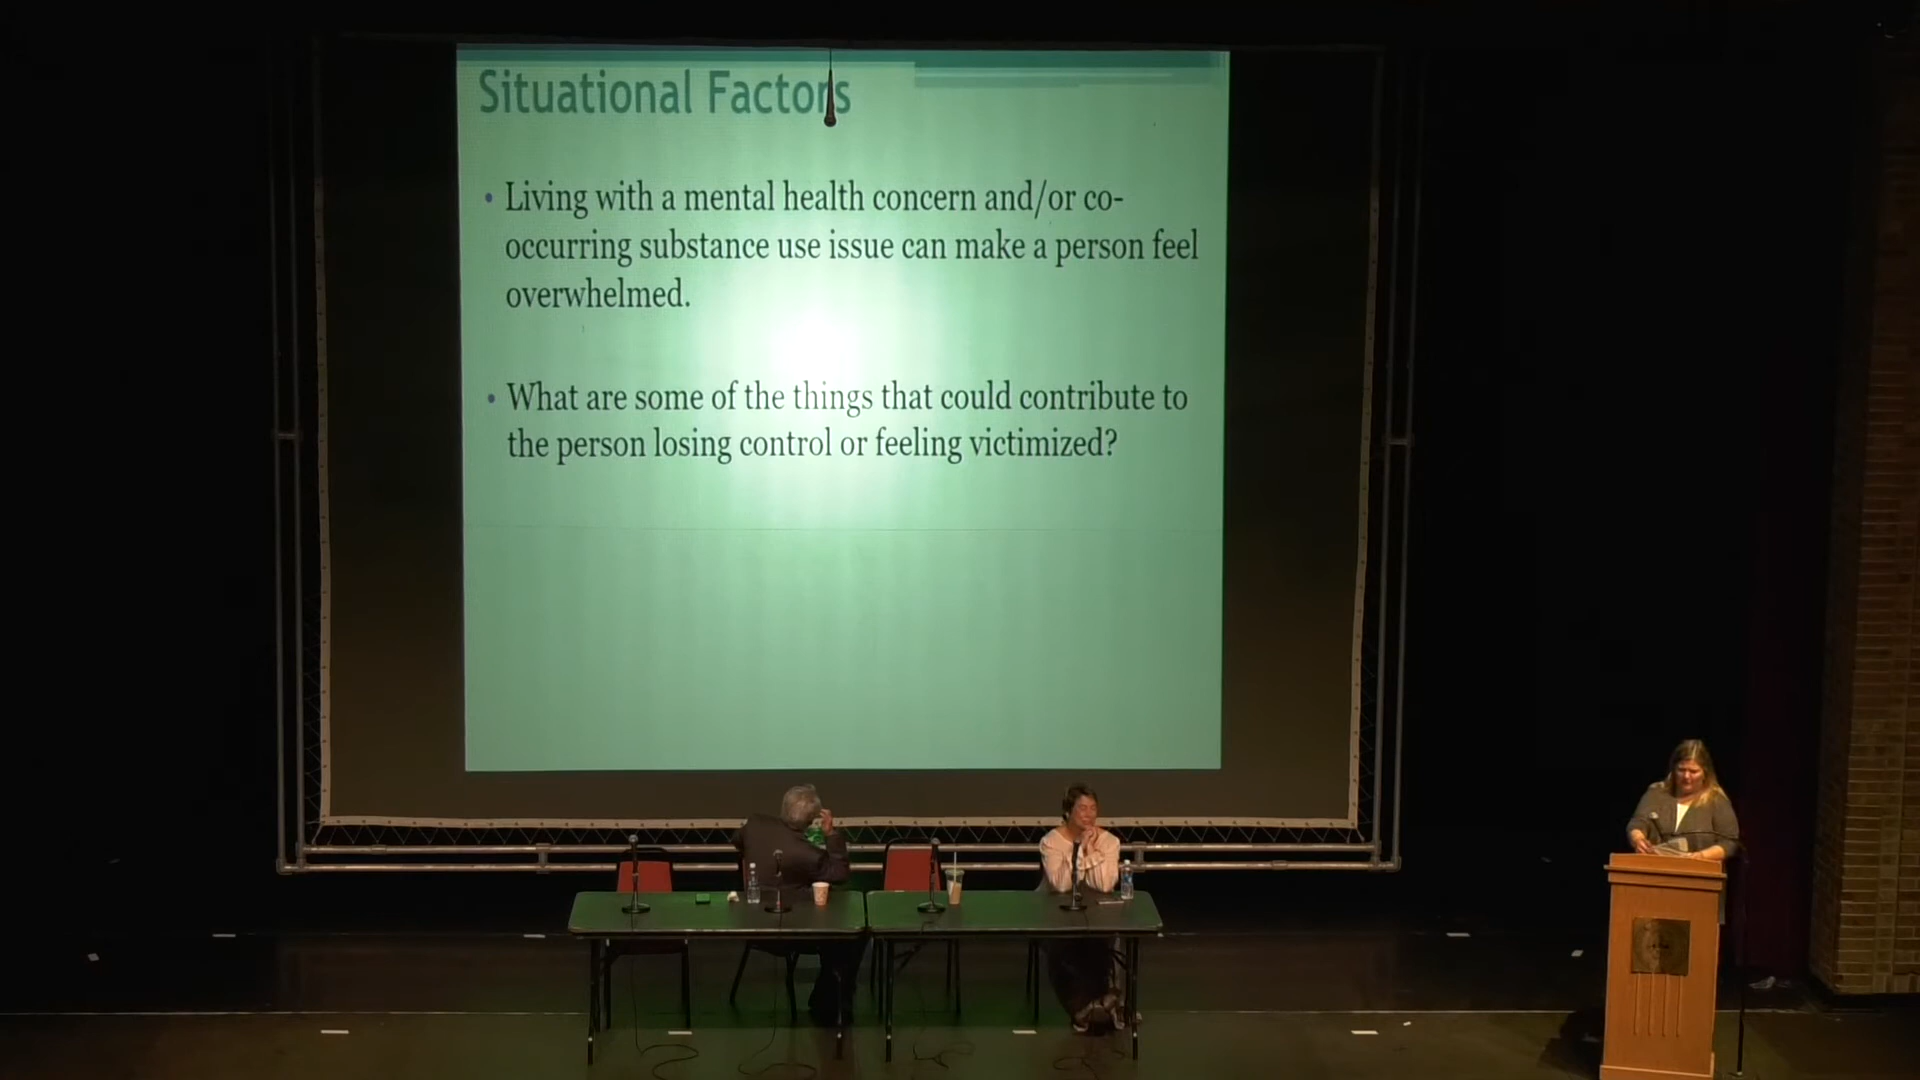 Situational Factors
• Living with a mental health concern and/or co-
occurring substance use issue can make a person feel
overwhelmed.
• What are some of the things that could contribute to
the person losing control or feeling victimized?